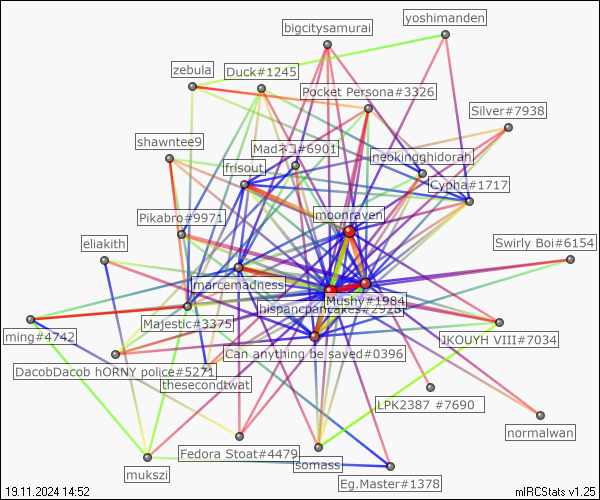 yoshimanden
bigcitysamurai
zebula
Duck#1245
Pocket Persona#3326
Silver#7938
shawntee9
Madネコ#6901
neokingghidorah
frisout
Cypha#1717
moonraven
Pikabro#9971
eliakith
Swirly Boi#6154
marcemadness
Mushy#1984
hispancpancakes#2928
Majestic#3375
ming#4742
JKOUYH VIII#7034
Can anything be saved#0396
DacobDacob hORNY police#5271
thesecondtwat
LPK2387 #7690
normalwan
Fedora Stoat#4479
somass
mukszi
Eg.Master#1378
19.11.2024 14:52
mIRCStats v1.25